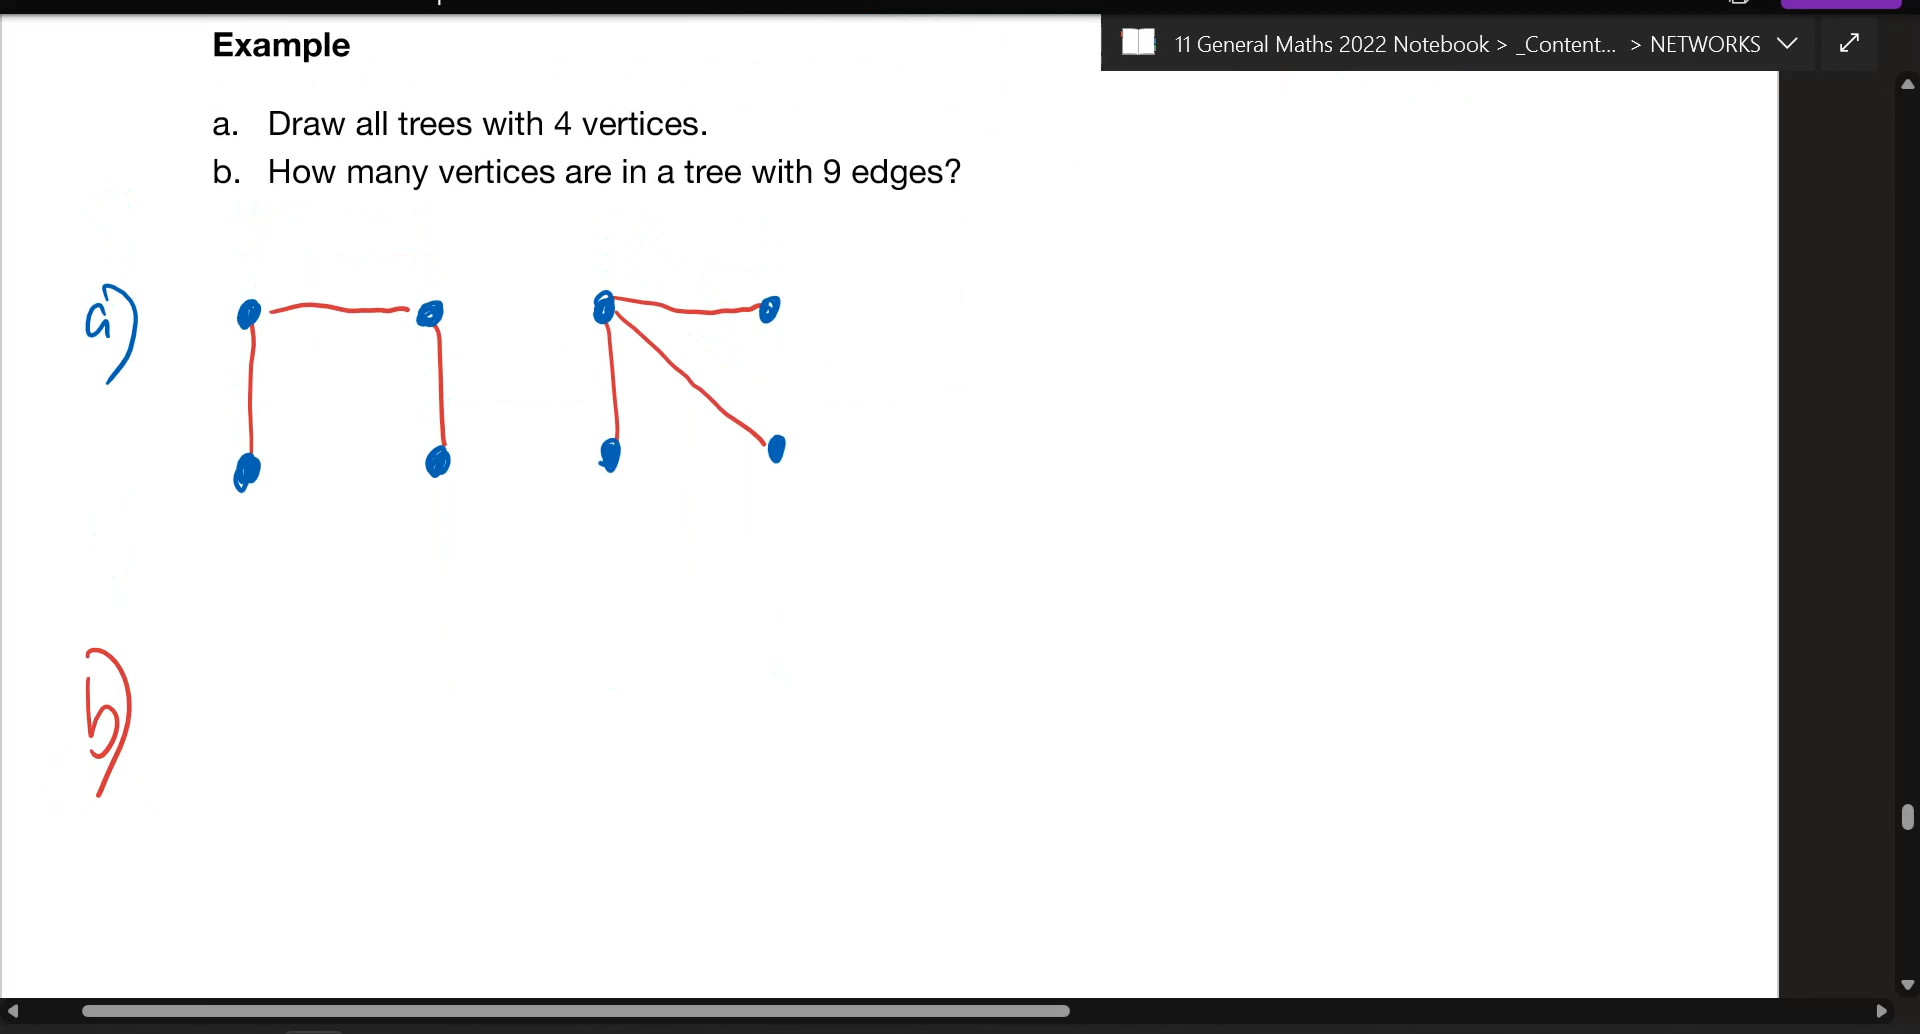 11 General Maths 2022 Notebook > _Content... > NETWORKS
Example
a. Draw all trees with 4 vertices.
b. How many vertices are in a tree with 9 edges?
a)
b)